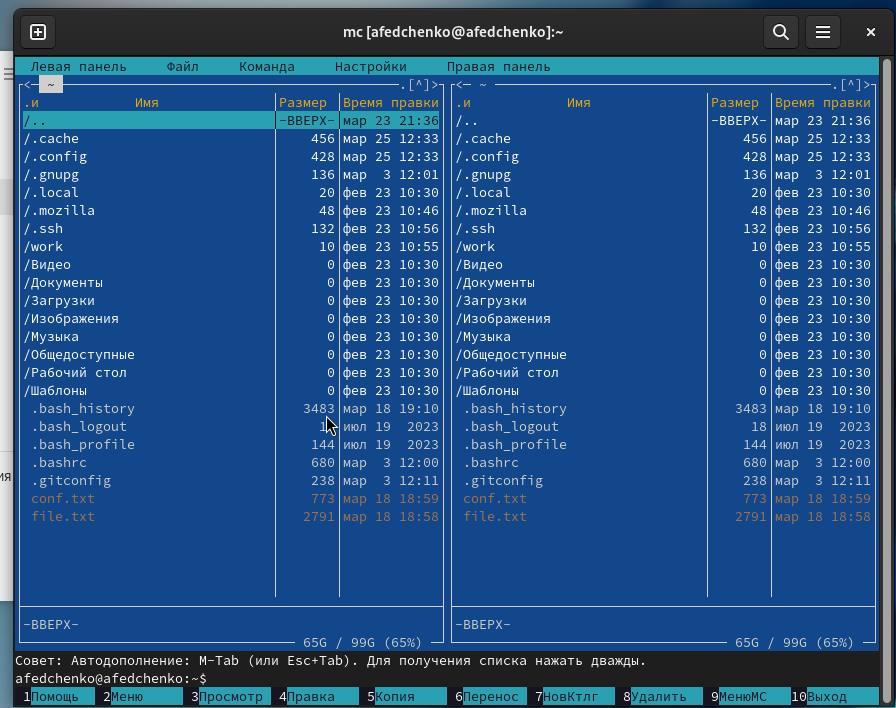 mc [afedchenko@afedchenko]:~
Левая панель Файл Команда Настройки Правая панель
<— ~ .[^]> <— ~ .[^]>
.и Имя Размер Время правки .и Имя Размер Время правки
/.. -ВВЕРХ- мар 23 21:36 /.. -ВВЕРХ- мар 23 21:36
/.cache 456 мар 25 12:33 /.cache 456 мар 25 12:33
/.config 428 мар 25 12:33 /.config 428 мар 25 12:33
/.gnupg 136 мар 3 12:01 /.gnupg 136 мар 3 12:01
/.local 20 фев 23 10:30 /.local 20 фев 23 10:30
/.mozilla 48 фев 23 10:46 /.mozilla 48 фев 23 10:46
/.ssh 132 фев 23 10:56 /.ssh 132 фев 23 10:56
/work 10 фев 23 10:55 /work 10 фев 23 10:55
/Видео 0 фев 23 10:30 /Видео 0 фев 23 10:30
/Документы 0 фев 23 10:30 /Документы 0 фев 23 10:30
/Загрузки 0 фев 23 10:30 /Загрузки 0 фев 23 10:30
/Изображения 0 фев 23 10:30 /Изображения 0 фев 23 10:30
/Музыка 0 фев 23 10:30 /Музыка 0 фев 23 10:30
/Общедоступные 0 фев 23 10:30 /Общедоступные 0 фев 23 10:30
/Рабочий стол 0 фев 23 10:30 /Рабочий стол 0 фев 23 10:30
/Шаблоны 0 фев 23 10:30 /Шаблоны 0 фев 23 10:30
.bash_history 3483 мар 18 19:10 .bash_history 3483 мар 18 19:10
.bash_logout июл 19 2023 .bash_logout 18 июл 19 2023
.bash_profile 144 июл 19 2023 .bash_profile 144 июл 19 2023
.bashrc 680 мар 3 12:00 .bashrc 680 мар 3 12:00
.gitconfig 238 мар 3 12:11 .gitconfig 238 мар 3 12:11
conf.txt 773 мар 18 18:59 conf.txt 773 мар 18 18:59
file.txt 2791 мар 18 18:58 file.txt 2791 мар 18 18:58
-ВВЕРХ- -ВВЕРХ-
65G / 99G (65%) 65G / 99G (65%)
Совет: Автодополнение: M-Tab (или Esc+Tab). Для получения списка нажать дважды.
afedchenko@afedchenko:~$
1Помощь 2Меню 3Просмотр 4Правка 5Копия 6Перенос 7НовКтлг 8Удалить 9МенюMC 10Выход